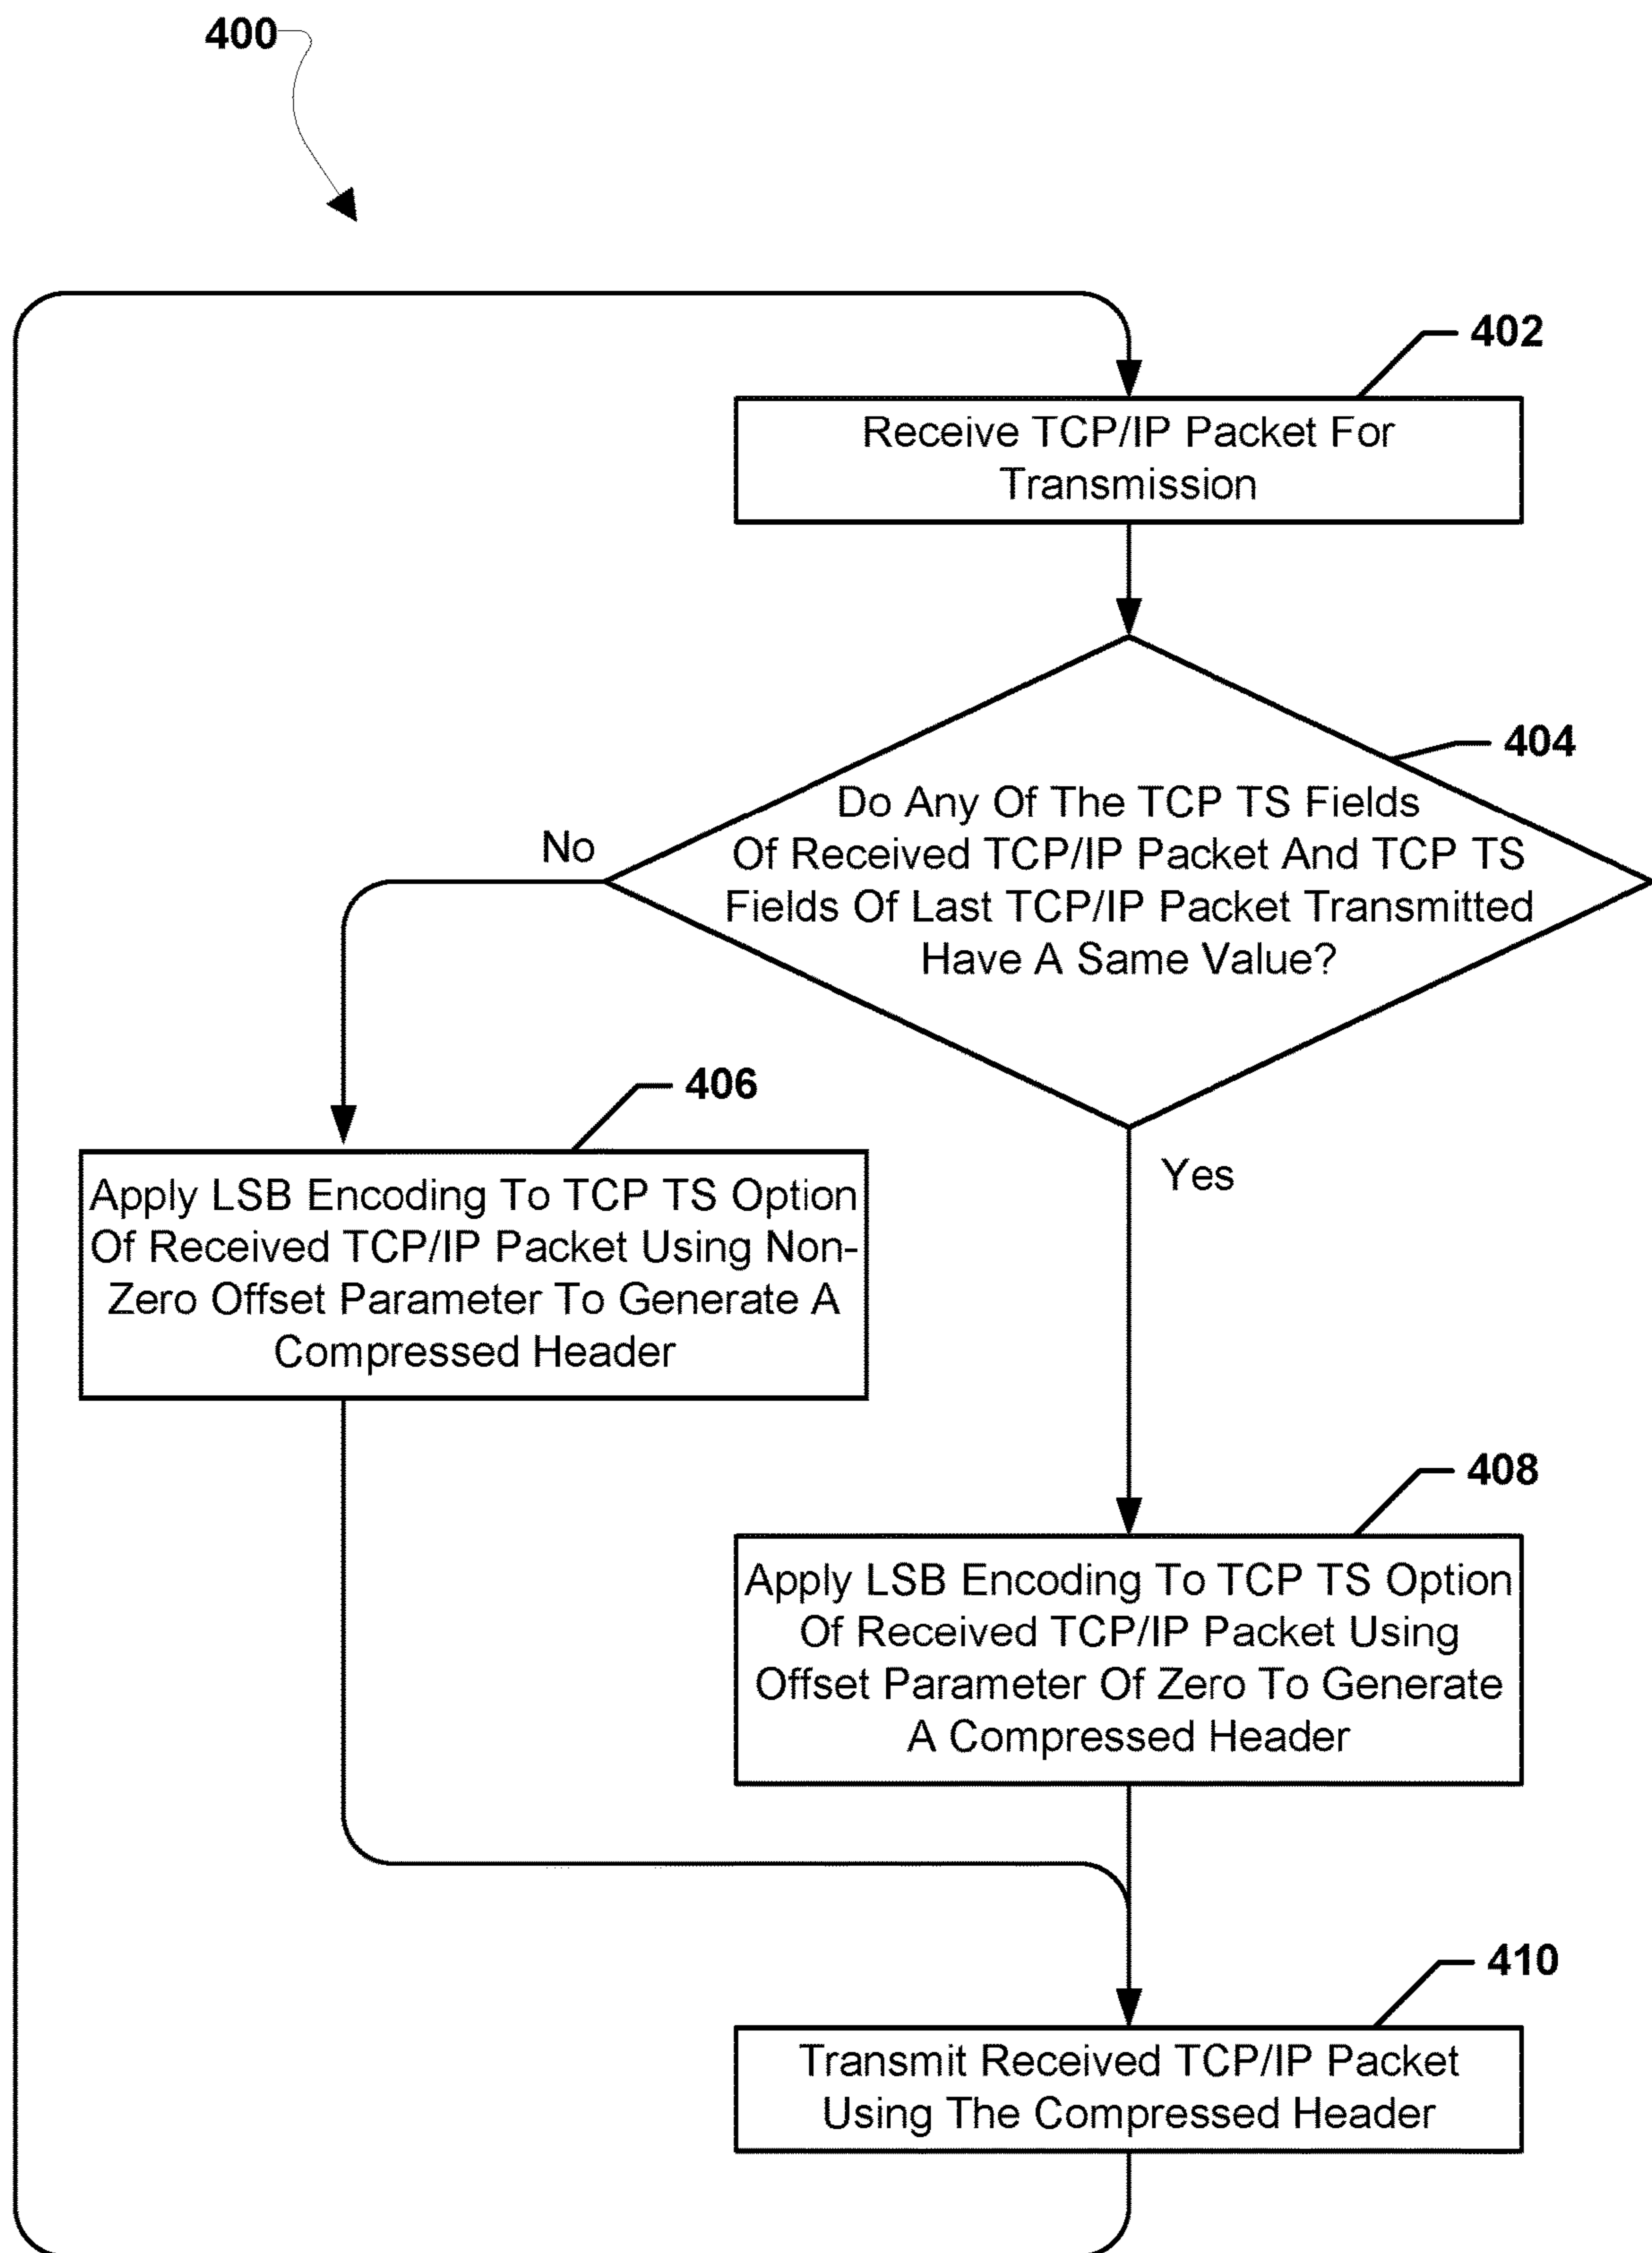 400
402
Receive TCP/IP Packet For
Transmission
404
Do Any Of The TCP TS Fields
Of Received TCP/IP Packet And TCP TS
Fields Of Last TCP/IP Packet Transmitted
Have A Same Value?
No
Yes
406
Apply LSB Encoding To TCP TS Option
Of Received TCP/IP Packet Using Non-
Zero Offset Parameter To Generate A
Compressed Header
408
Apply LSB Encoding To TCP TS Option
Of Received TCP/IP Packet Using
Offset Parameter Of Zero To Generate
A Compressed Header
410
Transmit Received TCP/IP Packet
Using The Compressed Header